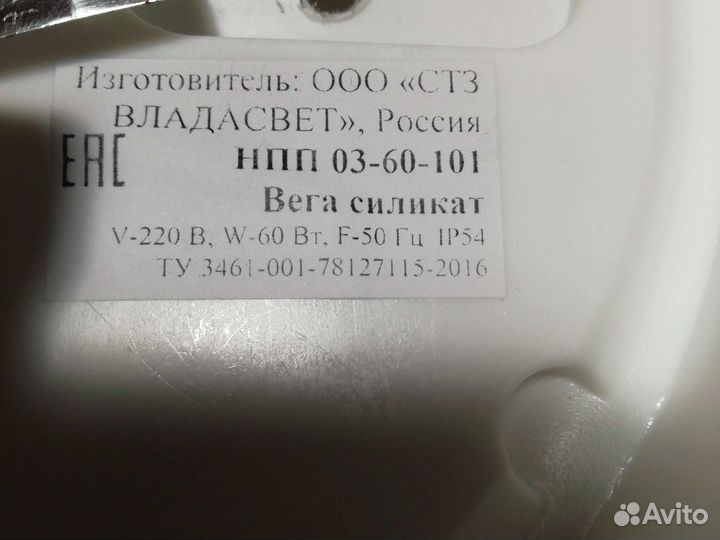 Изготовитель: ООО «СТЗ
ВЛАДАСВЕТ», Россия
ЕАС
НПП 03-60-101
Вега силикат
V-220 В, W-60 Вт, F-50 Гц IP54
ТУ 3461-001-78127115-2016
Avito